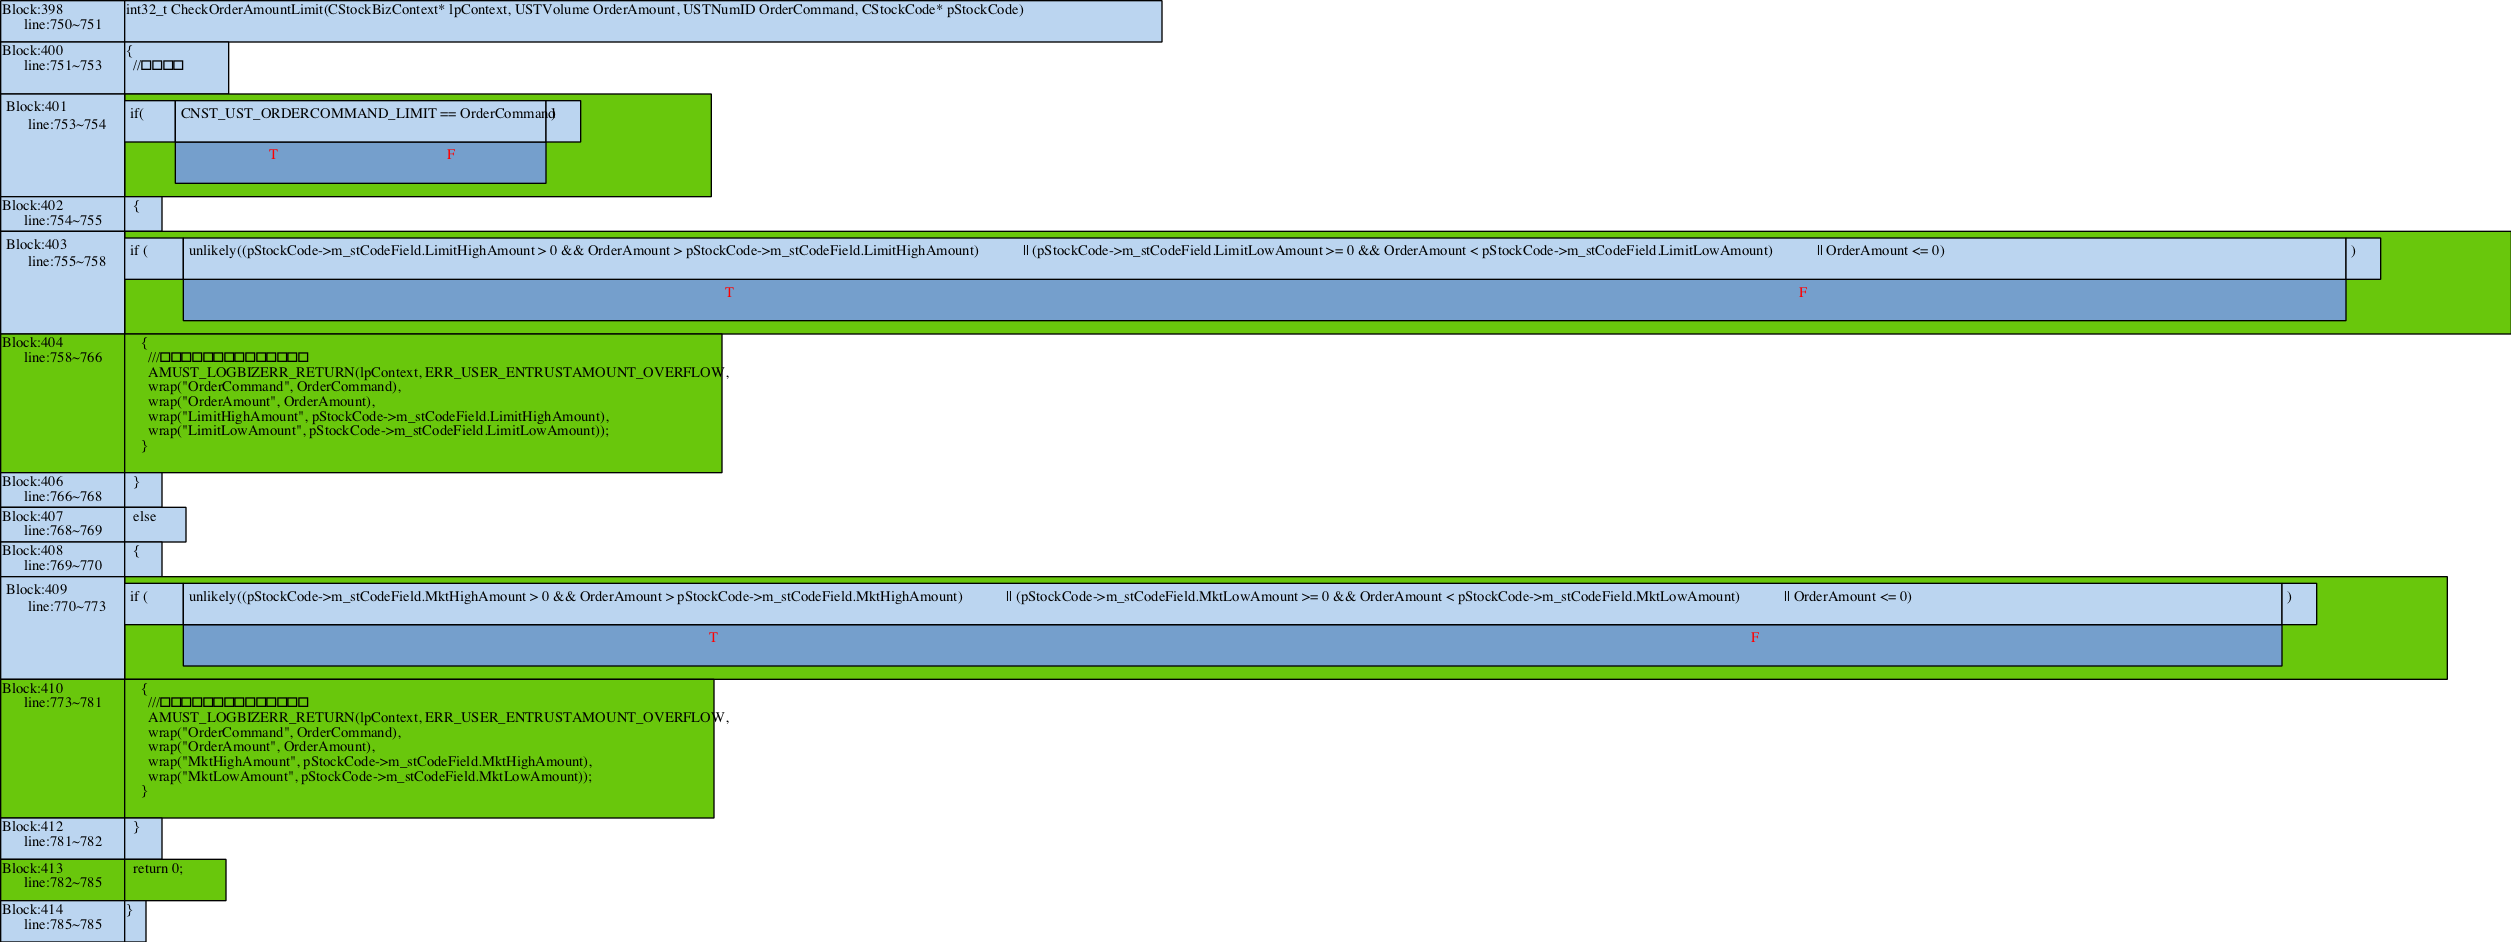 Block:398 int32_t CheckOrderAmountLimit(CStockBizContext* lpContext, USTVolume OrderAmount, USTNumID OrderCommand, CStockCode* pStockCode)
line:750~751
Block:400 {
line:751~753 //□□□□
Block:401 if( CNST_UST_ORDERCOMMAND_LIMIT == OrderCommand )
line:753~754
T F
Block:402 {
line:754~755
Block:403 if ( unlikely((pStockCode->m_stCodeField.LimitHighAmount > 0 && OrderAmount > pStockCode->m_stCodeField.LimitHighAmount) || (pStockCode->m_stCodeField.LimitLowAmount >= 0 && OrderAmount < pStockCode->m_stCodeField.LimitLowAmount) || OrderAmount <= 0) )
line:755~758
T F
Block:404 {
line:758~766 ///□□□□□□□□□□□□□□
AMUST_LOGBIZERR_RETURN(lpContext, ERR_USER_ENTRUSTAMOUNT_OVERFLOW,
wrap("OrderCommand", OrderCommand),
wrap("OrderAmount", OrderAmount),
wrap("LimitHighAmount", pStockCode->m_stCodeField.LimitHighAmount),
wrap("LimitLowAmount", pStockCode->m_stCodeField.LimitLowAmount));
}
Block:406 }
line:766~768
Block:407 else
line:768~769
Block:408 {
line:769~770
Block:409 if ( unlikely((pStockCode->m_stCodeField.MktHighAmount > 0 && OrderAmount > pStockCode->m_stCodeField.MktHighAmount) || (pStockCode->m_stCodeField.MktLowAmount >= 0 && OrderAmount < pStockCode->m_stCodeField.MktLowAmount) || OrderAmount <= 0) )
line:770~773
T F
Block:410 {
line:773~781 ///□□□□□□□□□□□□□□
AMUST_LOGBIZERR_RETURN(lpContext, ERR_USER_ENTRUSTAMOUNT_OVERFLOW,
wrap("OrderCommand", OrderCommand),
wrap("OrderAmount", OrderAmount),
wrap("MktHighAmount", pStockCode->m_stCodeField.MktHighAmount),
wrap("MktLowAmount", pStockCode->m_stCodeField.MktLowAmount));
}
Block:412 }
line:781~782
Block:413 return 0;
line:782~785
Block:414 }
line:785~785